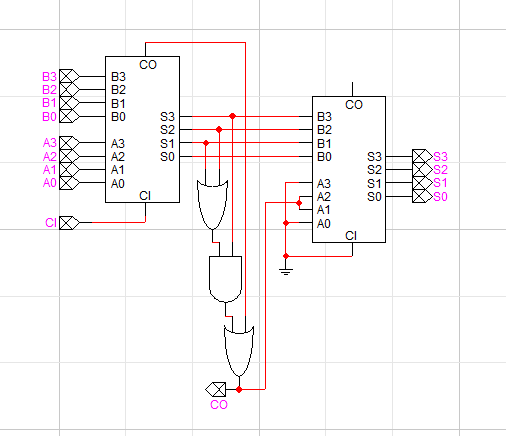 CO
B3 B3
B2 B2
B1 B1
B0 B0
A3 A3
A2 A2
A1 A1
A0 A0
S3
S2
S1
S0
CI
CI
CO
B3
B2
B1
B0
A3
A2
A1
A0
S3 S3
S2 S2
S1 S1
S0 S0
CI
CO